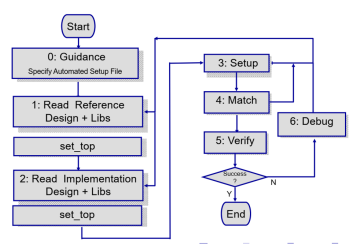 Start
0: Guidance
Specify Automated Setup File
1: Read Reference
Design + Libs
set_top
2: Read Implementation
Design + Libs
set_top
3: Setup
4: Match
5: Verify
6: Debug
Success
?
N
Y
End